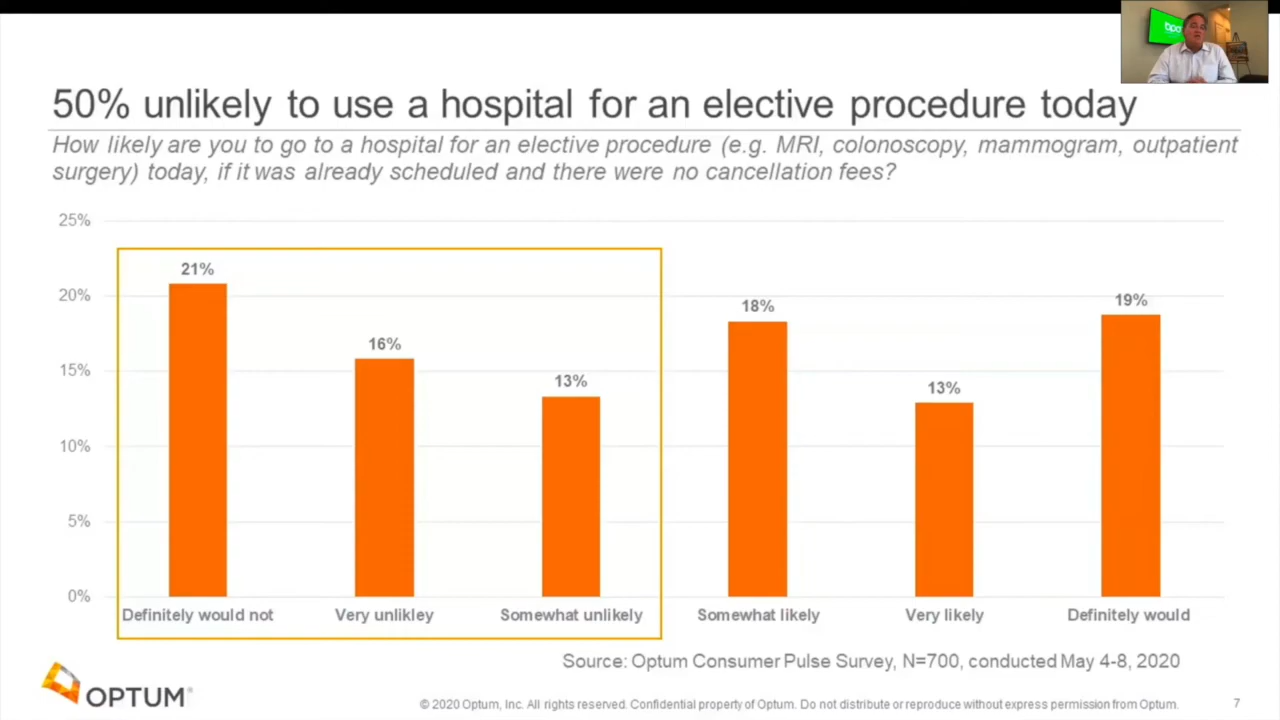 50% unlikely to use a hospital for an elective procedure today
How likely are you to go to a hospital for an elective procedure (e.g. MRI, colonoscopy, mammogram, outpatient
surgery) today, if it was already scheduled and there were no cancellation fees?
25%
20%
15%
10%
5%
0%
21%
16%
13%
18%
13%
19%
Definitely would not
Very unlikley
Somewhat unlikely
Somewhat likely
Very likely
Definitely would
Source: Optum Consumer Pulse Survey, N=700, conducted May 4-8, 2020
OPTUM®
© 2020 Optum, Inc. All rights reserved. Confidential property of Optum. Do not distribute or reproduce without express permission from Optum.
7